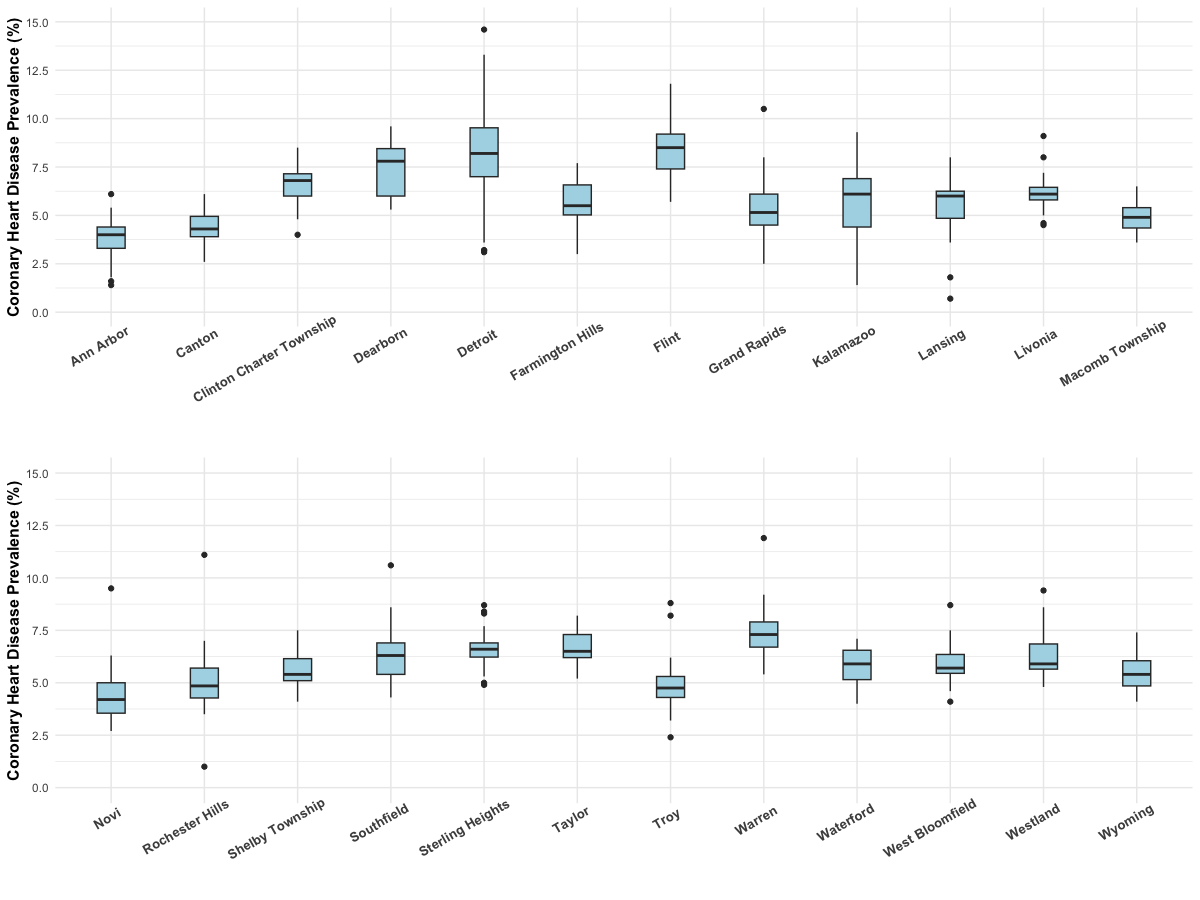 Coronary Heart Disease Prevalence (%)
15.0
12.5
10.0
7.5
5.0
2.5
0.0
Ann Arbor
Canton
Clinton Charter Township
Dearborn
Detroit
Farmington Hills
Flint
Grand Rapids
Kalamazoo
Lansing
Livonia
Macomb Township
Coronary Heart Disease Prevalence (%)
15.0
12.5
10.0
7.5
5.0
2.5
0.0
Novi
Rochester Hills
Shelby Township
Southfield
Sterling Heights
Taylor
Troy
Warren
Waterford
West Bloomfield
Westland
Wyoming